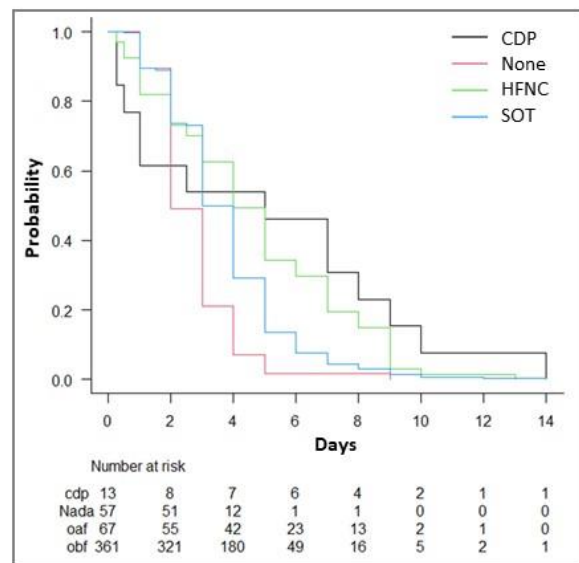 CDP
None
HFNC
SOT
Probability
1.0
0.8
0.6
0.4
0.2
0.0
0 2 4 6 8 10 12 14
Days
Number at risk
cdp 13 8 7 6 4 2 1 1
Nada 57 51 12 1 1 0 0 0
oaf 67 55 42 23 13 2 1 0
obf 361 321 180 49 16 5 2 1